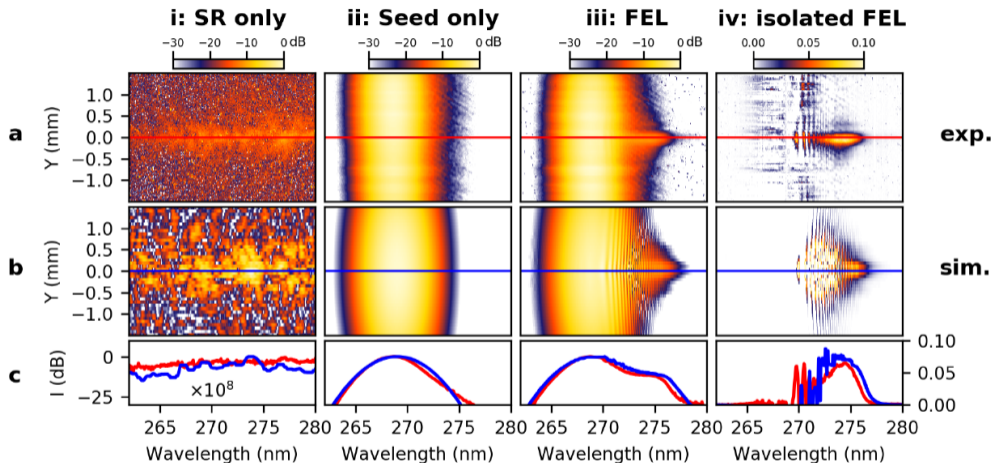 i: SR only ii: Seed only iii: FEL iv: isolated FEL
−30 −20 −10 0 dB −30 −20 −10 0 dB −30 −20 −10 0 dB 0.00 0.05 0.10
a
Y (mm)
1.0
0.5
0.0
−0.5
−1.0
exp.
b
Y (mm)
1.0
0.5
0.0
−0.5
−1.0
sim.
c
I (dB)
0
−25
×10⁸
0.10
0.05
0.00
265 270 275 280 265 270 275 280 265 270 275 280 265 270 275 280
Wavelength (nm) Wavelength (nm) Wavelength (nm) Wavelength (nm)